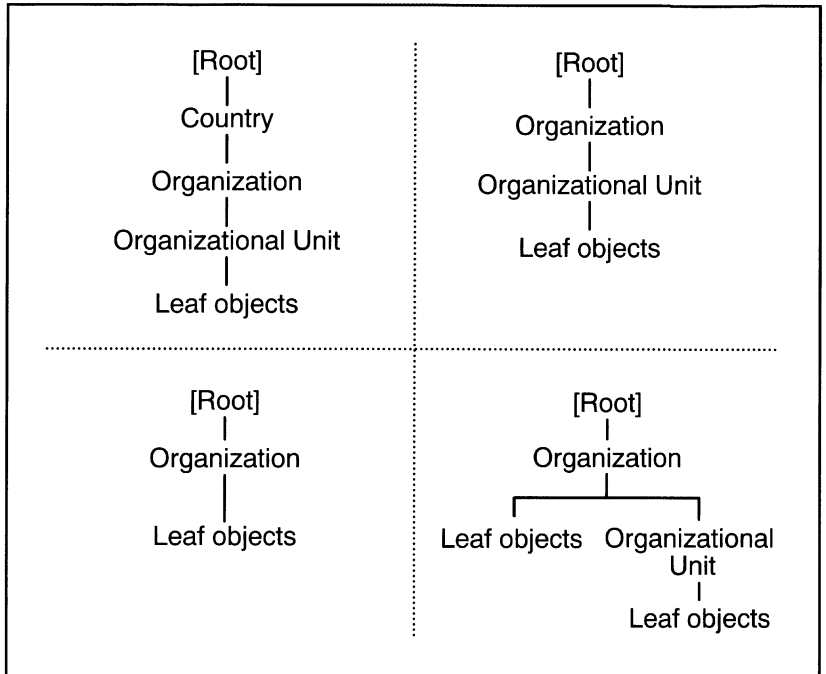 [Root]
Country
Organization
Organizational Unit
Leaf objects
[Root]
Organization
Organizational Unit
Leaf objects
[Root]
Organization
Leaf objects
[Root]
Organization
Leaf objects Organizational
Unit
Leaf objects